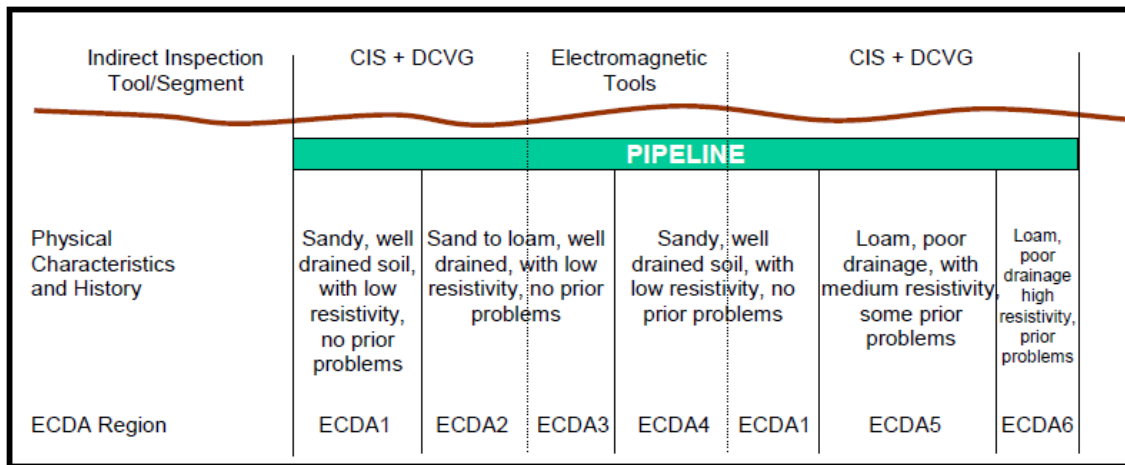 Indirect Inspection
Tool/Segment
CIS + DCVG
Electromagnetic
Tools
CIS + DCVG
PIPELINE
Physical
Characteristics
and History
Sandy, well
drained soil,
with low
resistivity,
no prior
problems
Sand to loam, well
drained, with low
resistivity, no prior
problems
Sandy, well
drained soil, with
low resistivity, no
prior problems
Loam, poor
drainage, with
medium resistivity,
some prior
problems
Loam,
poor
drainage
high
resistivity,
prior
problems
ECDA Region
ECDA1
ECDA2
ECDA3
ECDA4
ECDA1
ECDA5
ECDA6